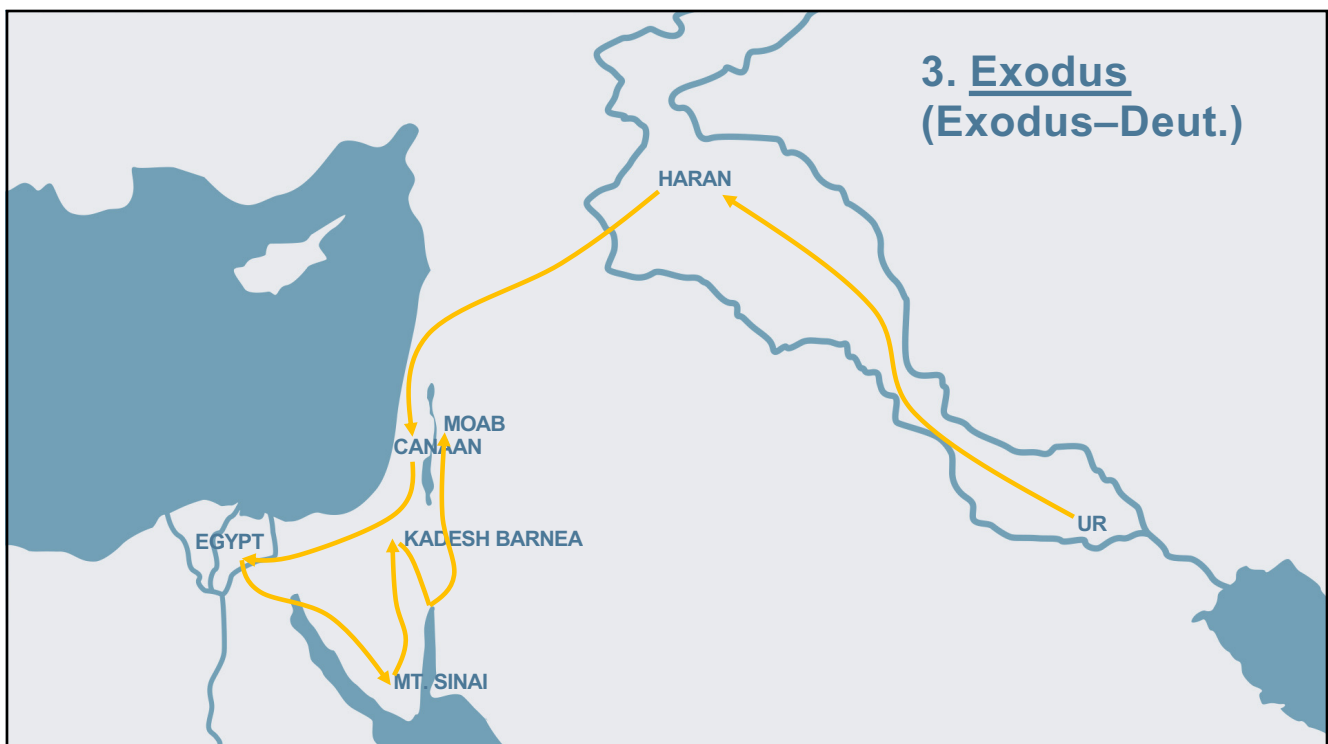 3. Exodus
(Exodus–Deut.)
HARAN
MOAB
CANAAN
UR
EGYPT
KADESH BARNEA
MT. SINAI